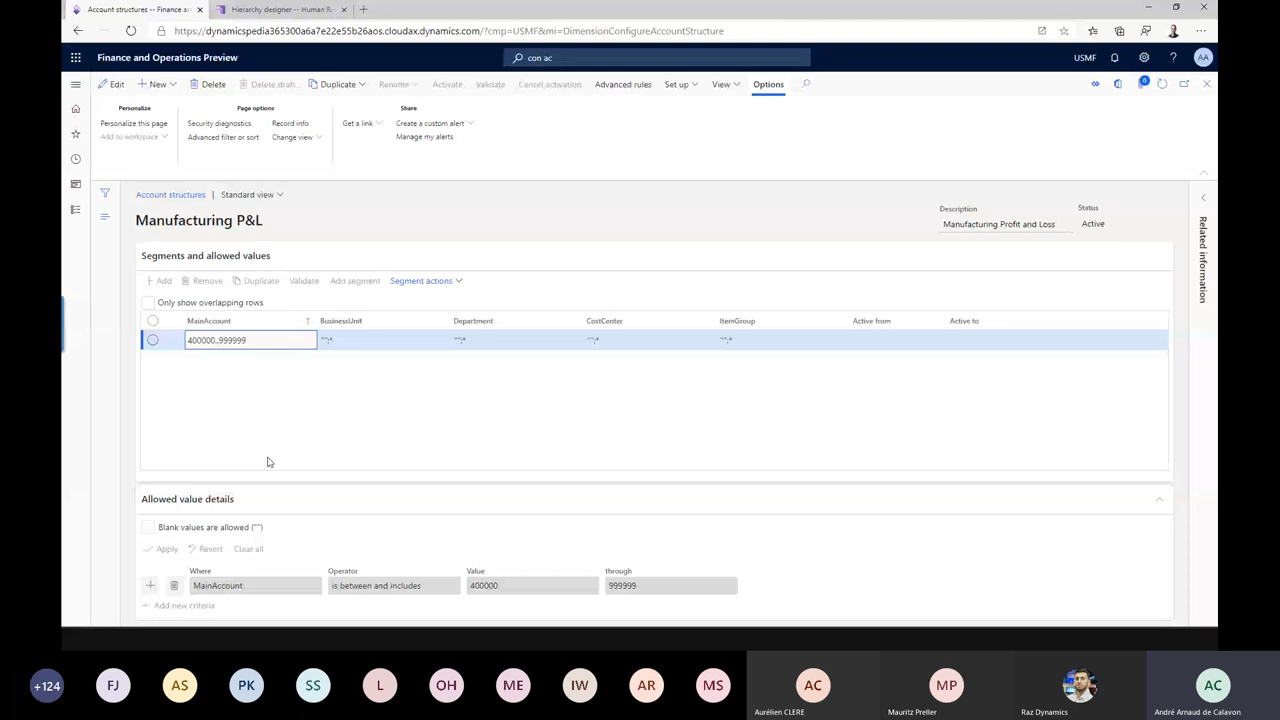 Account structures -- Finance an
Hierarchy designer -- Human R
https://dynamicspedia365300a6a7e22e55b26aos.cloudax.dynamics.com/?cmp=USMF&mi=DimensionConfigureAccountStructure
Finance and Operations Preview
con ac
USMF
AA
Edit
New
Delete
Delete draft
Duplicate
Rename
Activate
Validate
Cancel activation
Advanced rules
Set up
View
Options
0
Personalize
Page options
Share
Personalize this page
Security diagnostics
Record info
Get a link
Create a custom alert
Add to workspace
Advanced filter or sort
Change view
Manage my alerts
Account structures | Standard view
Manufacturing P&L
Description
Status
Manufacturing Profit and Loss
Active
Related information
Segments and allowed values
Add
Remove
Duplicate
Validate
Add segment
Segment actions
Only show overlapping rows
MainAccount
BusinessUnit
Department
CostCenter
ItemGroup
Active from
Active to
400000..999999
"";*
"";*
"";*
"";*
Allowed value details
Blank values are allowed ("")
Apply
Revert
Clear all
Where
Operator
Value
through
MainAccount
is between and includes
400000
999999
Add new criteria
+124
FJ
AS
PK
SS
L
OH
ME
IW
AR
MS
AC
MP
AC
Aurélien CLERE
Mauritz Preller
Raz Dynamics
André Arnaud de Calavon